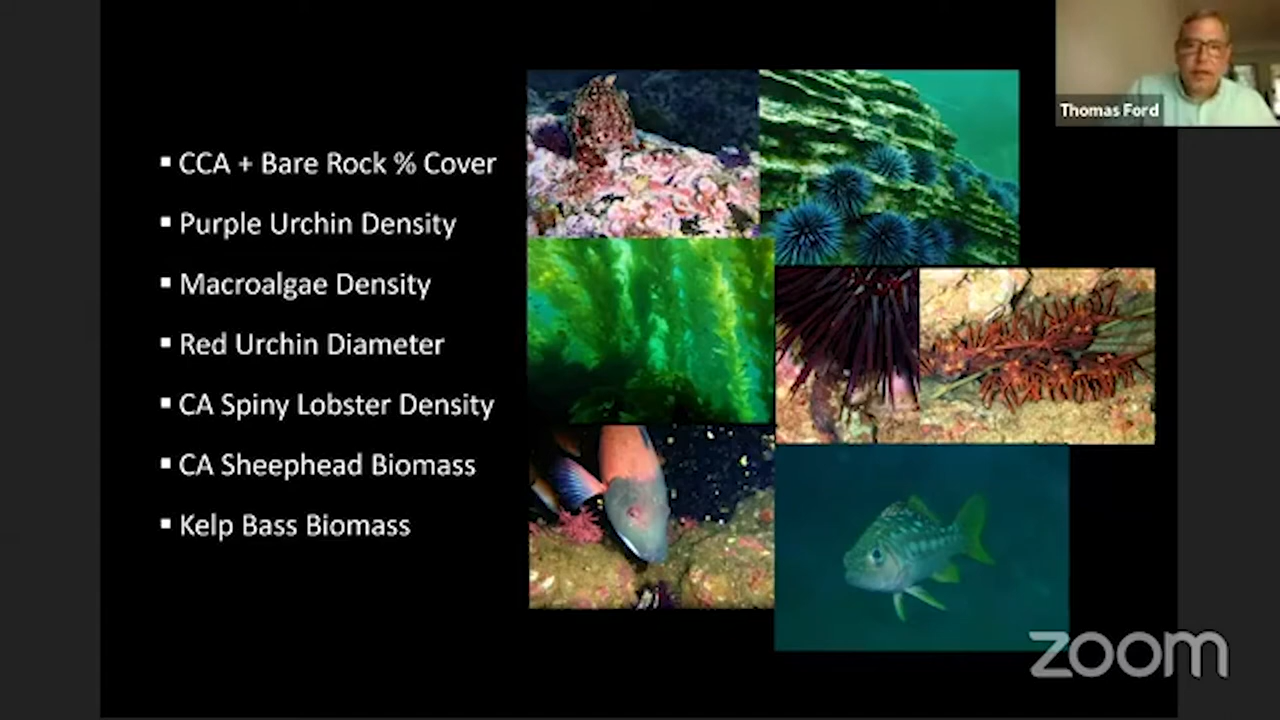 ▪ CCA + Bare Rock % Cover
▪ Purple Urchin Density
▪ Macroalgae Density
▪ Red Urchin Diameter
▪ CA Spiny Lobster Density
▪ CA Sheephead Biomass
▪ Kelp Bass Biomass
Thomas Ford
zoom